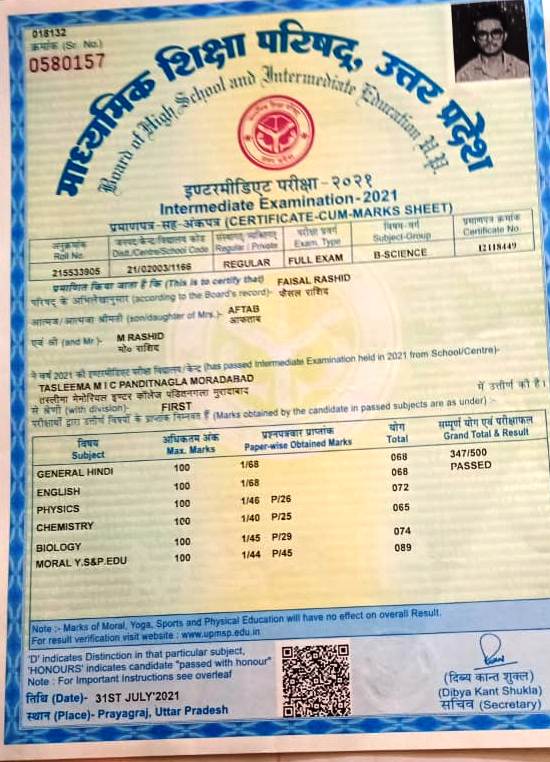 018132
क्रमांक (Sr. No.)
0580157
माध्यमिक शिक्षा परिषद्, उत्तर प्रदेश
Board of High School and Intermediate Education U.P.
इण्टरमीडिएट परीक्षा - २०२१
Intermediate Examination-2021
प्रमाणपत्र-सह-अंकपत्र (CERTIFICATE-CUM-MARKS SHEET)
अनुक्रमांक जनपद/केन्द्र/विद्यालय कोड परीक्षा प्रकार विषय-वर्ग प्रमाणपत्र क्रमांक
Roll No. Dist./Centre/School Code Regular / Private Exam. Type Subject-Group Certificate No.
215533905 21/02003/1166 REGULAR FULL EXAM B-SCIENCE 12118449
प्रमाणित किया जाता है कि (This is to certify that) FAISAL RASHID
परिषद के अभिलेखानुसार (according to the Board's record)- फैसल राशिद
आत्मज/आत्मजा श्रीमती (son/daughter of Mrs.)- AFTAB
आफताब
एवं श्री (and Mr.)- M RASHID
मो० राशिद
ने वर्ष 2021 की इण्टरमीडिएट परीक्षा विद्यालय/केन्द्र (has passed Intermediate Examination held in 2021 from School/Centre)-
TASLEEMA M I C PANDITNAGLA MORADABAD
तस्लीमा मेमोरियल इण्टर कॉलेज पंडितनगला मुरादाबाद में उत्तीर्ण की है।
से श्रेणी (with division)- FIRST
परीक्षार्थी द्वारा उत्तीर्ण विषयों के प्राप्तांक निम्नवत हैं (Marks obtained by the candidate in passed subjects are as under) :-
विषय अधिकतम अंक प्रश्नपत्रवार प्राप्तांक योग सम्पूर्ण योग एवं परीक्षाफल
Subject Max. Marks Paper-wise Obtained Marks Total Grand Total & Result
GENERAL HINDI 100 1/68 068 347/500
ENGLISH 100 1/68 068 PASSED
PHYSICS 100 1/46 P/26 072
CHEMISTRY 100 1/40 P/25 065
BIOLOGY 100 1/45 P/29 074
MORAL Y.S&P.EDU 100 1/44 P/45 089
Note :- Marks of Moral, Yoga, Sports and Physical Education will have no effect on overall Result.
For result verification visit website : www.upmsp.edu.in
'D' indicates Distinction in that particular subject,
'HONOURS' indicates candidate "passed with honour"
Note : For Important Instructions see overleaf
तिथि (Date)- 31ST JULY'2021
स्थान (Place)- Prayagraj, Uttar Pradesh
(दिब्य कान्त शुक्ल)
(Dibya Kant Shukla)
सचिव (Secretary)